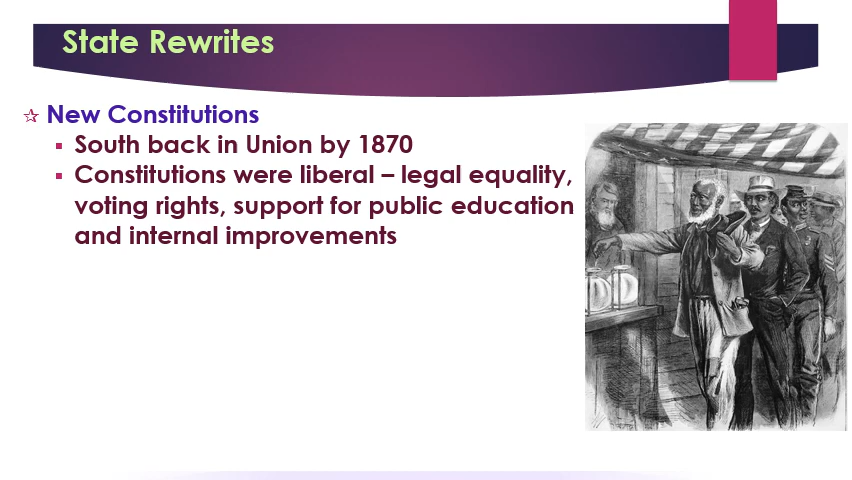 State Rewrites
New Constitutions
South back in Union by 1870
Constitutions were liberal – legal equality,
voting rights, support for public education
and internal improvements